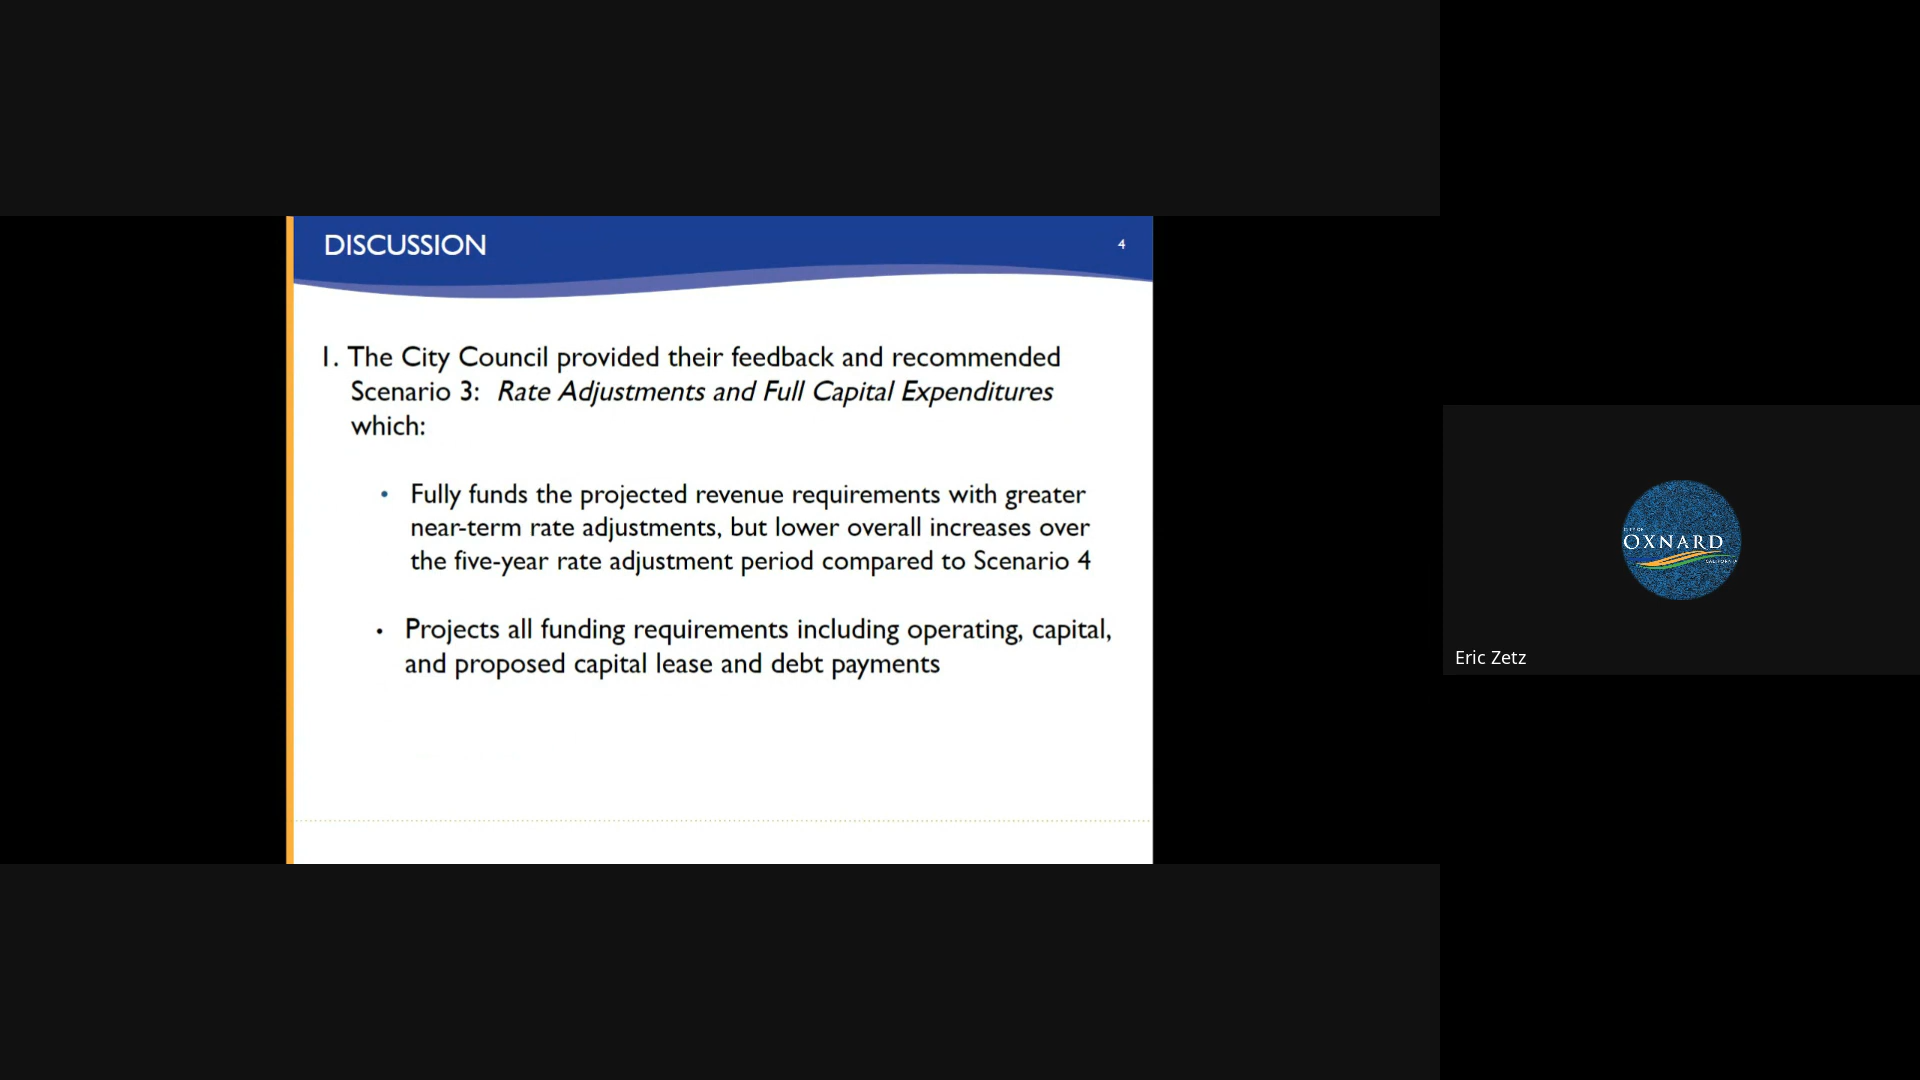 DISCUSSION
4
1. The City Council provided their feedback and recommended
Scenario 3: Rate Adjustments and Full Capital Expenditures
which:
• Fully funds the projected revenue requirements with greater
near-term rate adjustments, but lower overall increases over
the five-year rate adjustment period compared to Scenario 4
• Projects all funding requirements including operating, capital,
and proposed capital lease and debt payments
CITY OF
OXNARD
CALIFORNIA
Eric Zetz